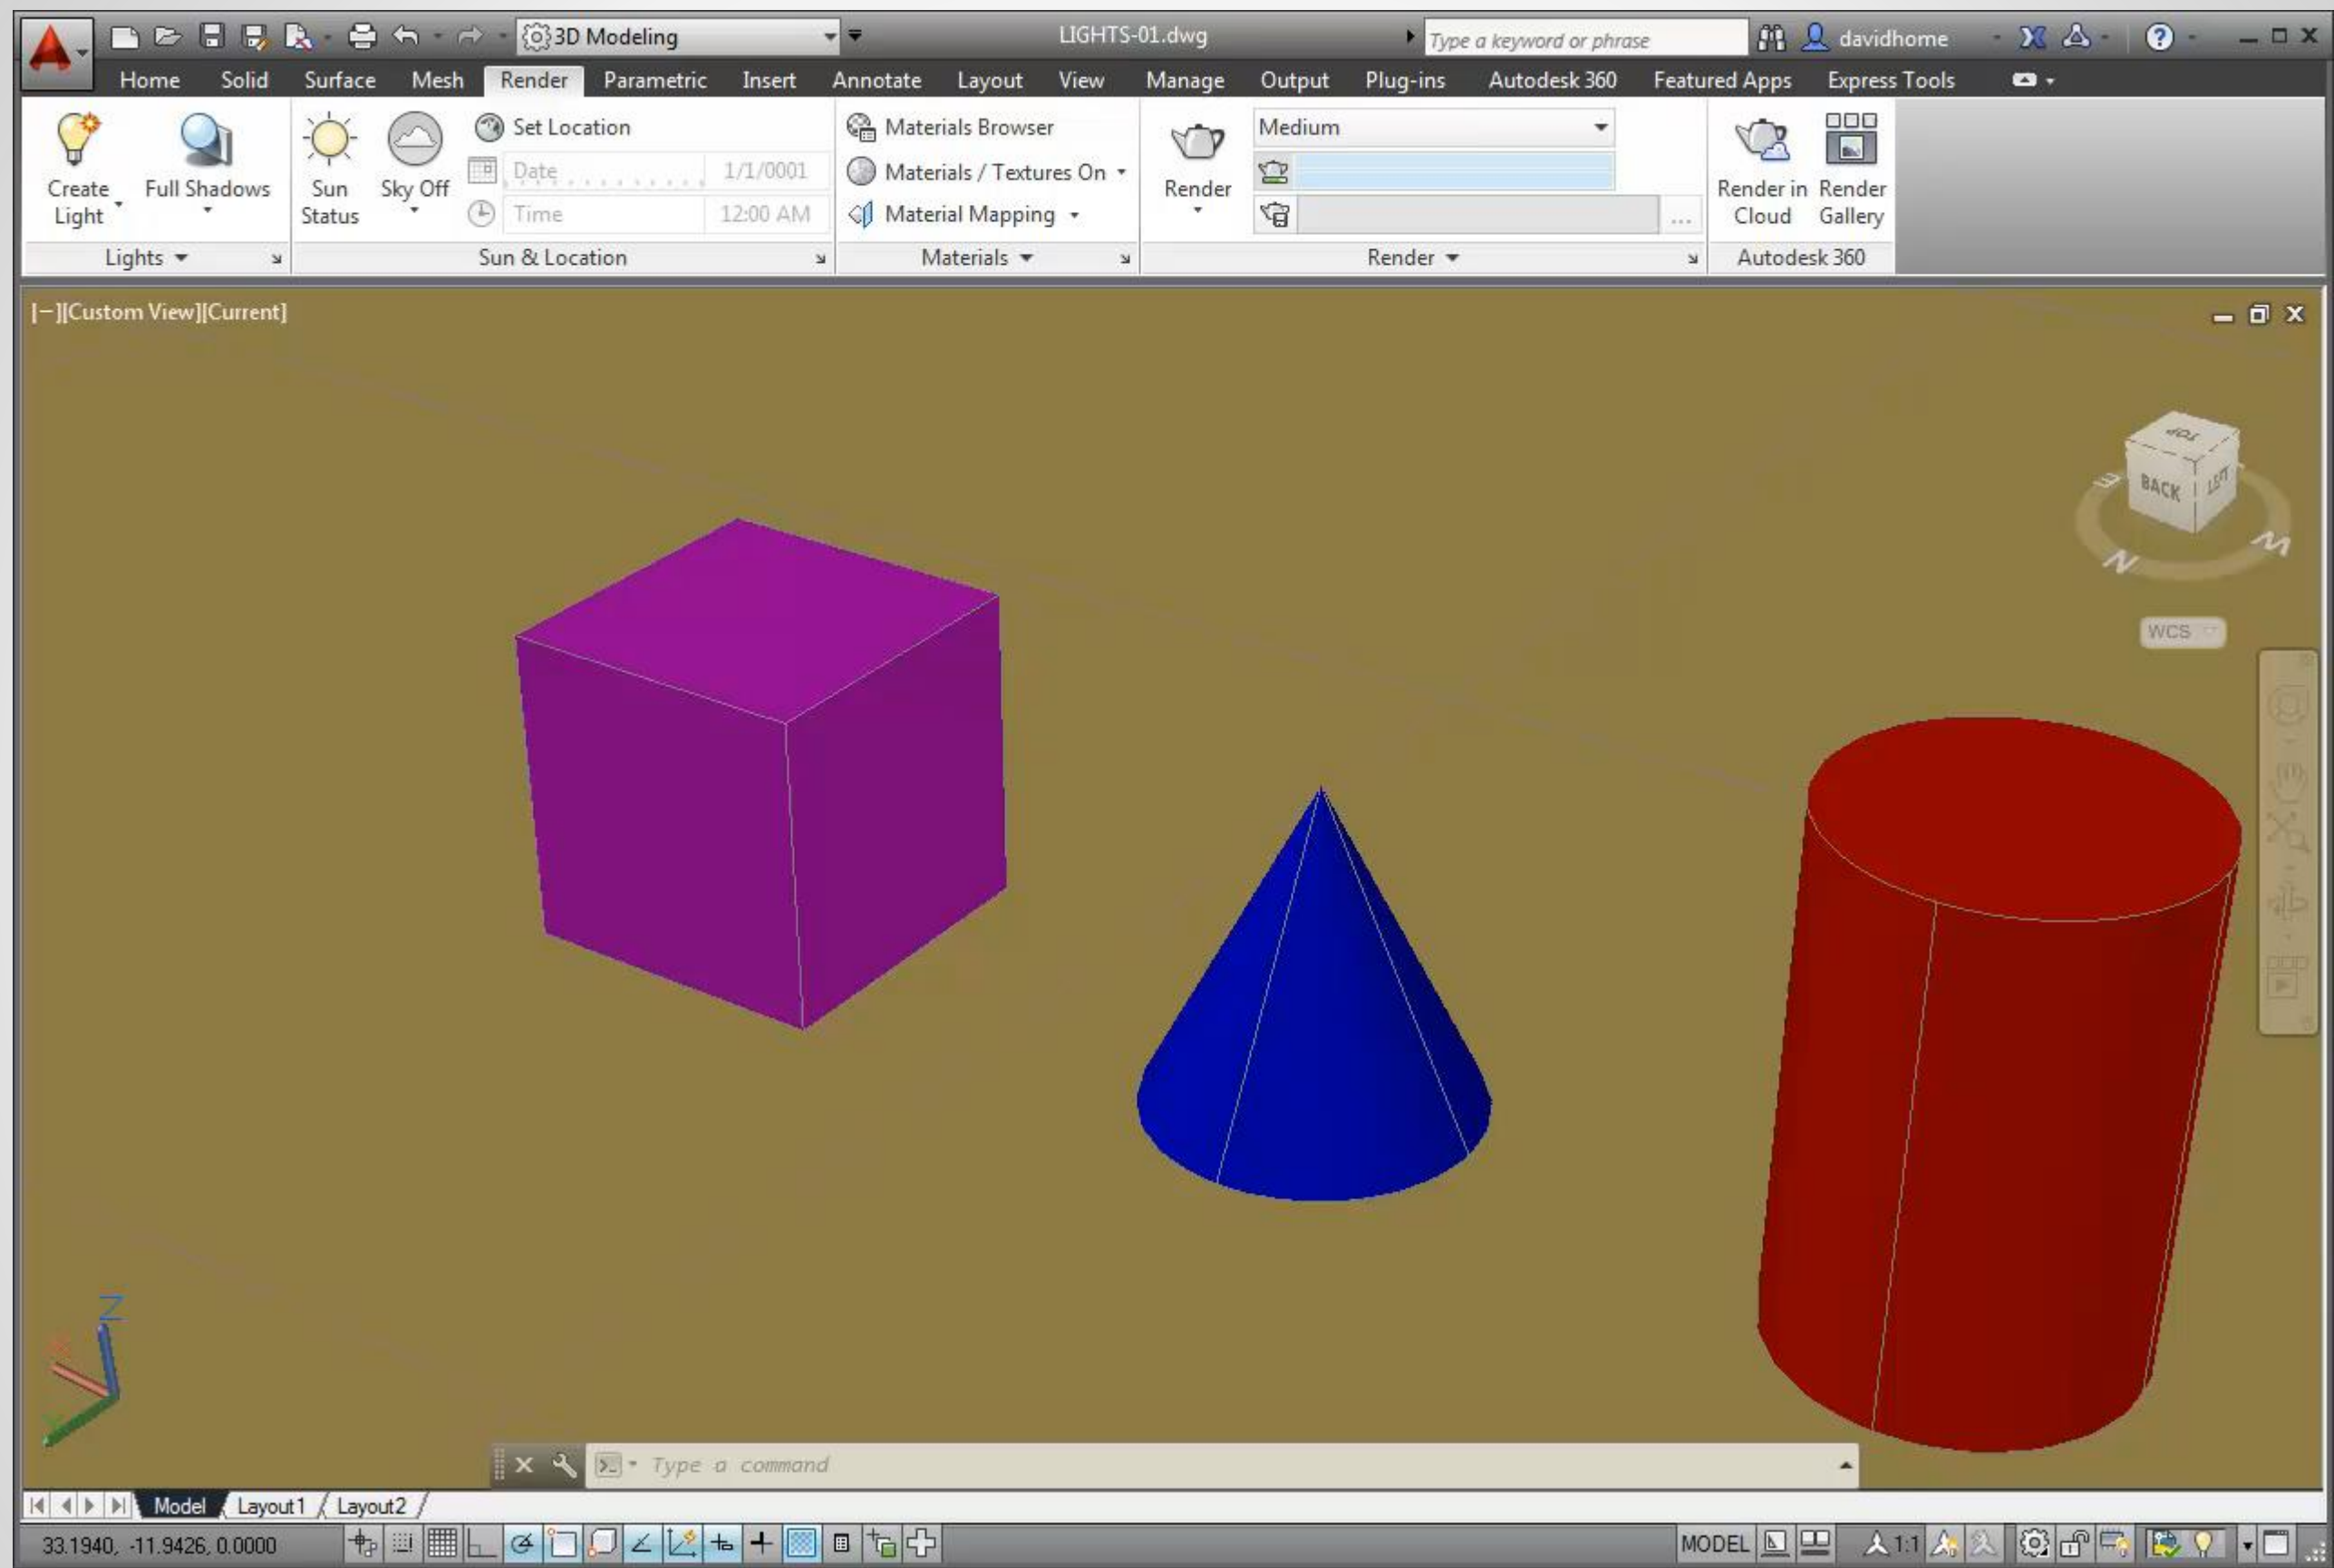 3D Modeling
LIGHTS-01.dwg
Type a keyword or phrase
davidhome
Home Solid Surface Mesh Render Parametric Insert Annotate Layout View Manage Output Plug-ins Autodesk 360 Featured Apps Express Tools
Create Light
Full Shadows
Sun Status
Sky Off
Set Location
Date 1/1/0001
Time 12:00 AM
Materials Browser
Materials / Textures On
Material Mapping
Render
Medium
...
Render in Cloud
Render Gallery
Lights
Sun & Location
Materials
Render
Autodesk 360
[−][Custom View][Current]
TOP
BACK
LEFT
E
N
W
WCS
Z
Type a command
Model Layout1 Layout2
33.1940, -11.9426, 0.0000
MODEL
1:1